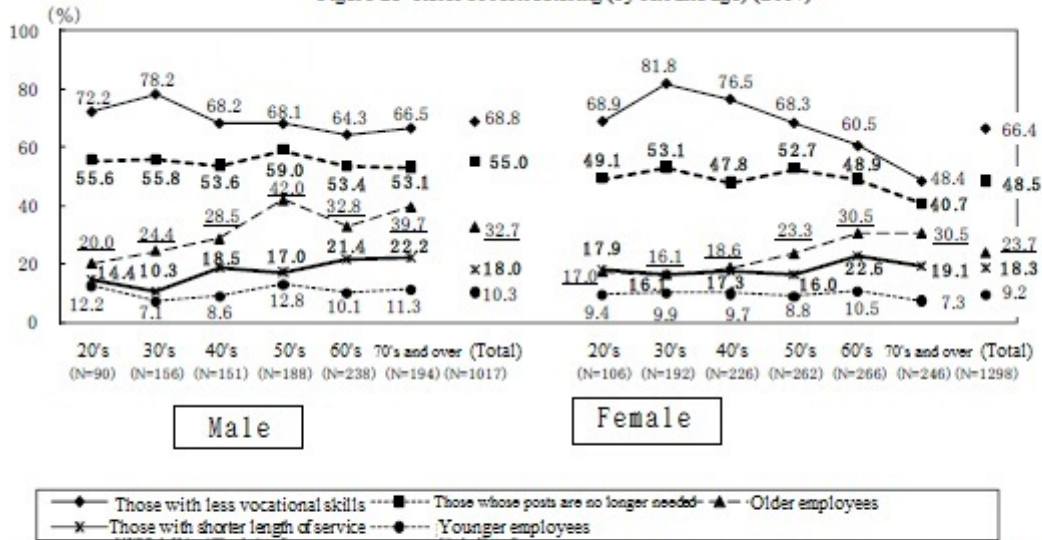 (%)
100
80
60
40
20
0
72.2 78.2 68.2 68.1 64.3 66.5 68.8
55.6 55.8 53.6 59.0 53.4 53.1 55.0
20.0 24.4 28.5 42.0 32.8 39.7 32.7
14.4 10.3 18.5 17.0 21.4 22.2 18.0
12.2 7.1 8.6 12.8 10.1 11.3 10.3
68.9 81.8 76.5 68.3 60.5 48.4 66.4
49.1 53.1 47.8 52.7 48.9 40.7 48.5
17.9 16.1 18.6 23.3 30.5 30.5 23.7
17.0 16.1 17.3 16.0 22.6 19.1 18.3
9.4 9.9 9.7 8.8 10.5 7.3 9.2
20's 30's 40's 50's 60's 70's and over (Total)
(N=90) (N=156) (N=151) (N=188) (N=238) (N=194) (N=1017)
20's 30's 40's 50's 60's 70's and over (Total)
(N=106) (N=192) (N=226) (N=262) (N=266) (N=246) (N=1298)
Male
Female
Those with less vocational skills Those whose posts are no longer needed Older employees
Those with shorter length of service Younger employees